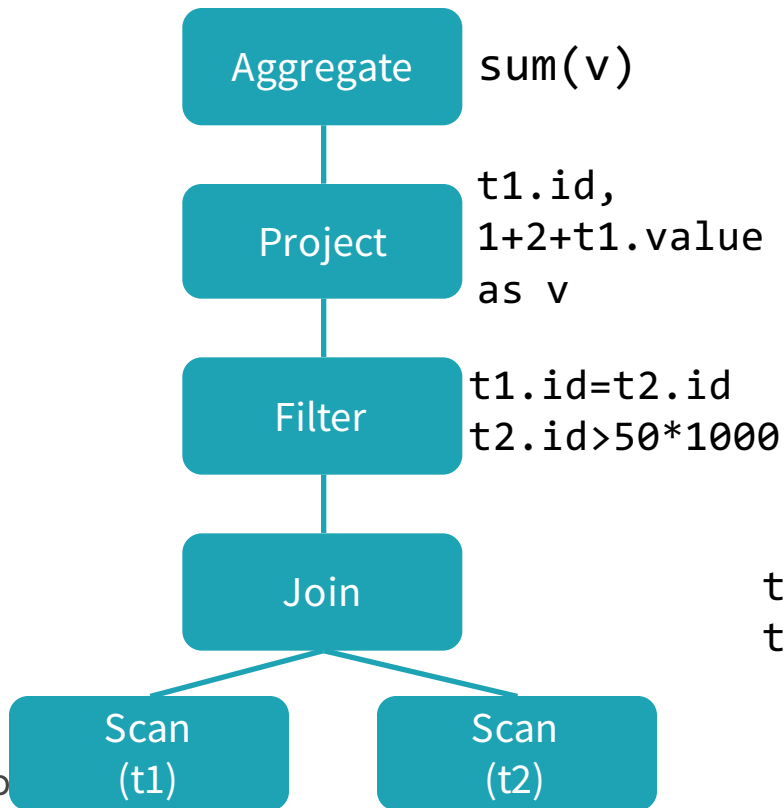 Aggregate
sum(v)
Project
t1.id,
1+2+t1.value
as v
Filter
t1.id=t2.id
t2.id>50*1000
Join
t
t
Scan
(t1)
Scan
(t2)